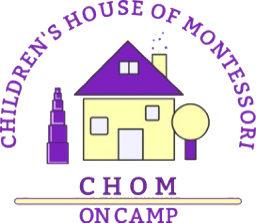 CHILDREN'S HOUSE OF MONTESSORI
CHOM
ON CAMP